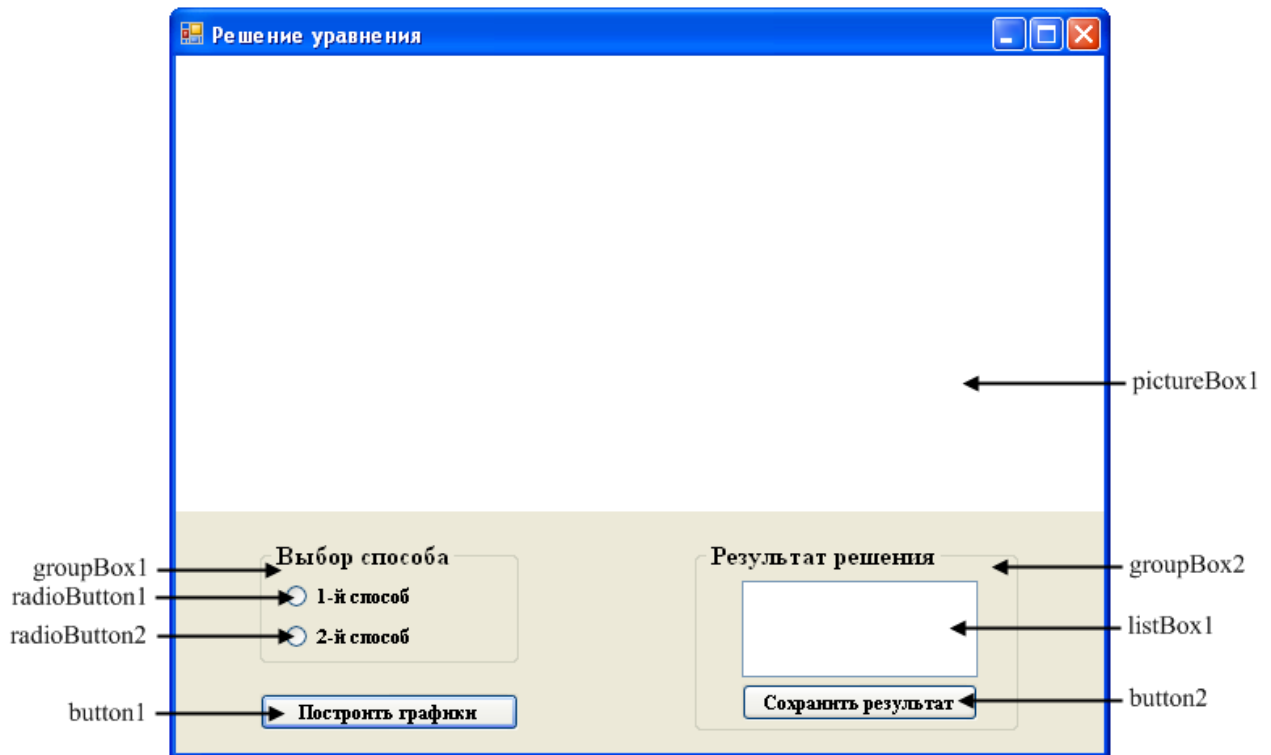 Решение уравнения
pictureBox1
groupBox1
Выбор способа
Результат решения
groupBox2
radioButton1
1-й способ
radioButton2
2-й способ
listBox1
button1
Построить графики
Сохранить результат
button2